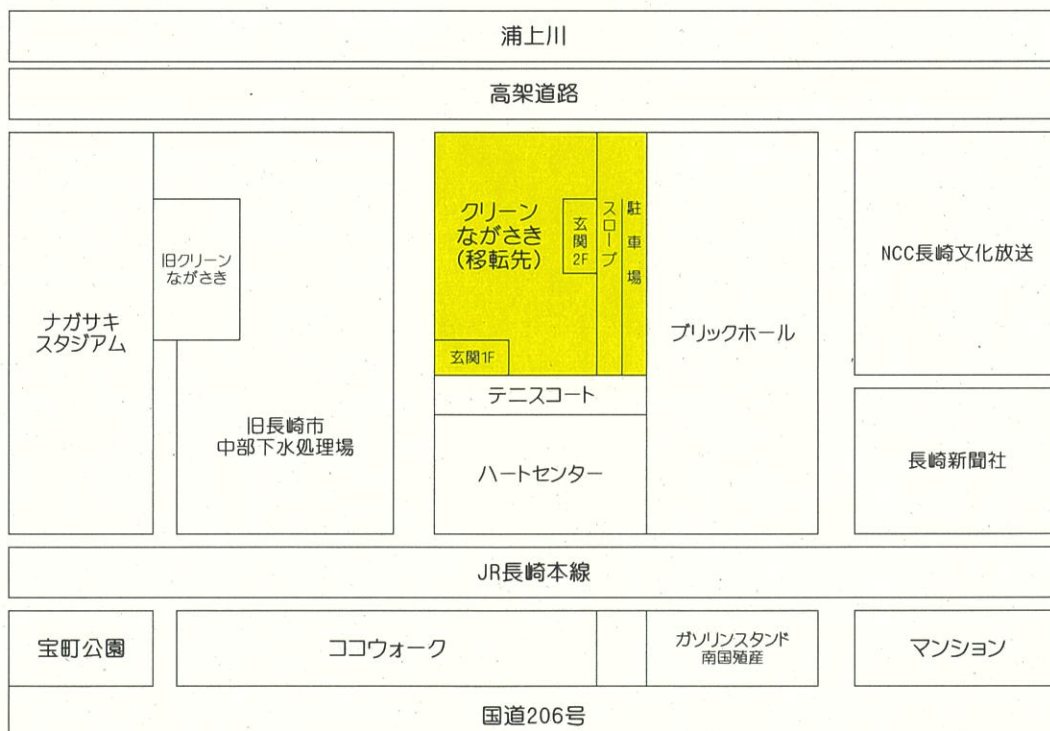 浦上川
高架道路
ナガサキ
スタジアム
旧クリーン
ながさき
旧長崎市
中部下水処理場
クリーン
ながさき
(移転先)
玄関
2F
スロープ
駐車場
玄関1F
テニスコート
ハートセンター
ブリックホール
NCC長崎文化放送
長崎新聞社
JR長崎本線
宝町公園
ココウォーク
ガソリンスタンド
南国殖産
マンション
国道206号